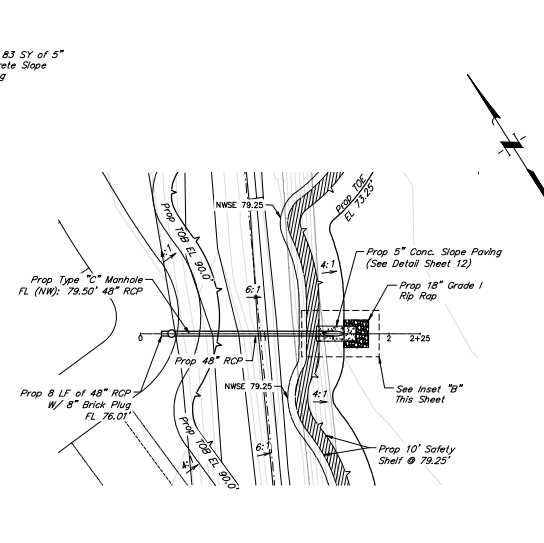 83 SY of 5"
rete Slope
g
Prop TOE
EL 73.25'
NWSE 79.25
Prop TOB EL 90.0'
4:1
4:1
Prop 5" Conc. Slope Paving
(See Detail Sheet 12)
Prop Type "C" Manhole
FL (NW): 79.50' 48" RCP
6:1
Prop 18" Grade I
Rip Rap
0
2
2+25
Prop 48" RCP
Prop 8 LF of 48" RCP
W/ 8" Brick Plug
FL 76.01'
NWSE 79.25
4:1
See Inset "B"
This Sheet
Prop TOB EL 90.0'
4:1
6:1
Prop 10' Safety
Shelf @ 79.25'